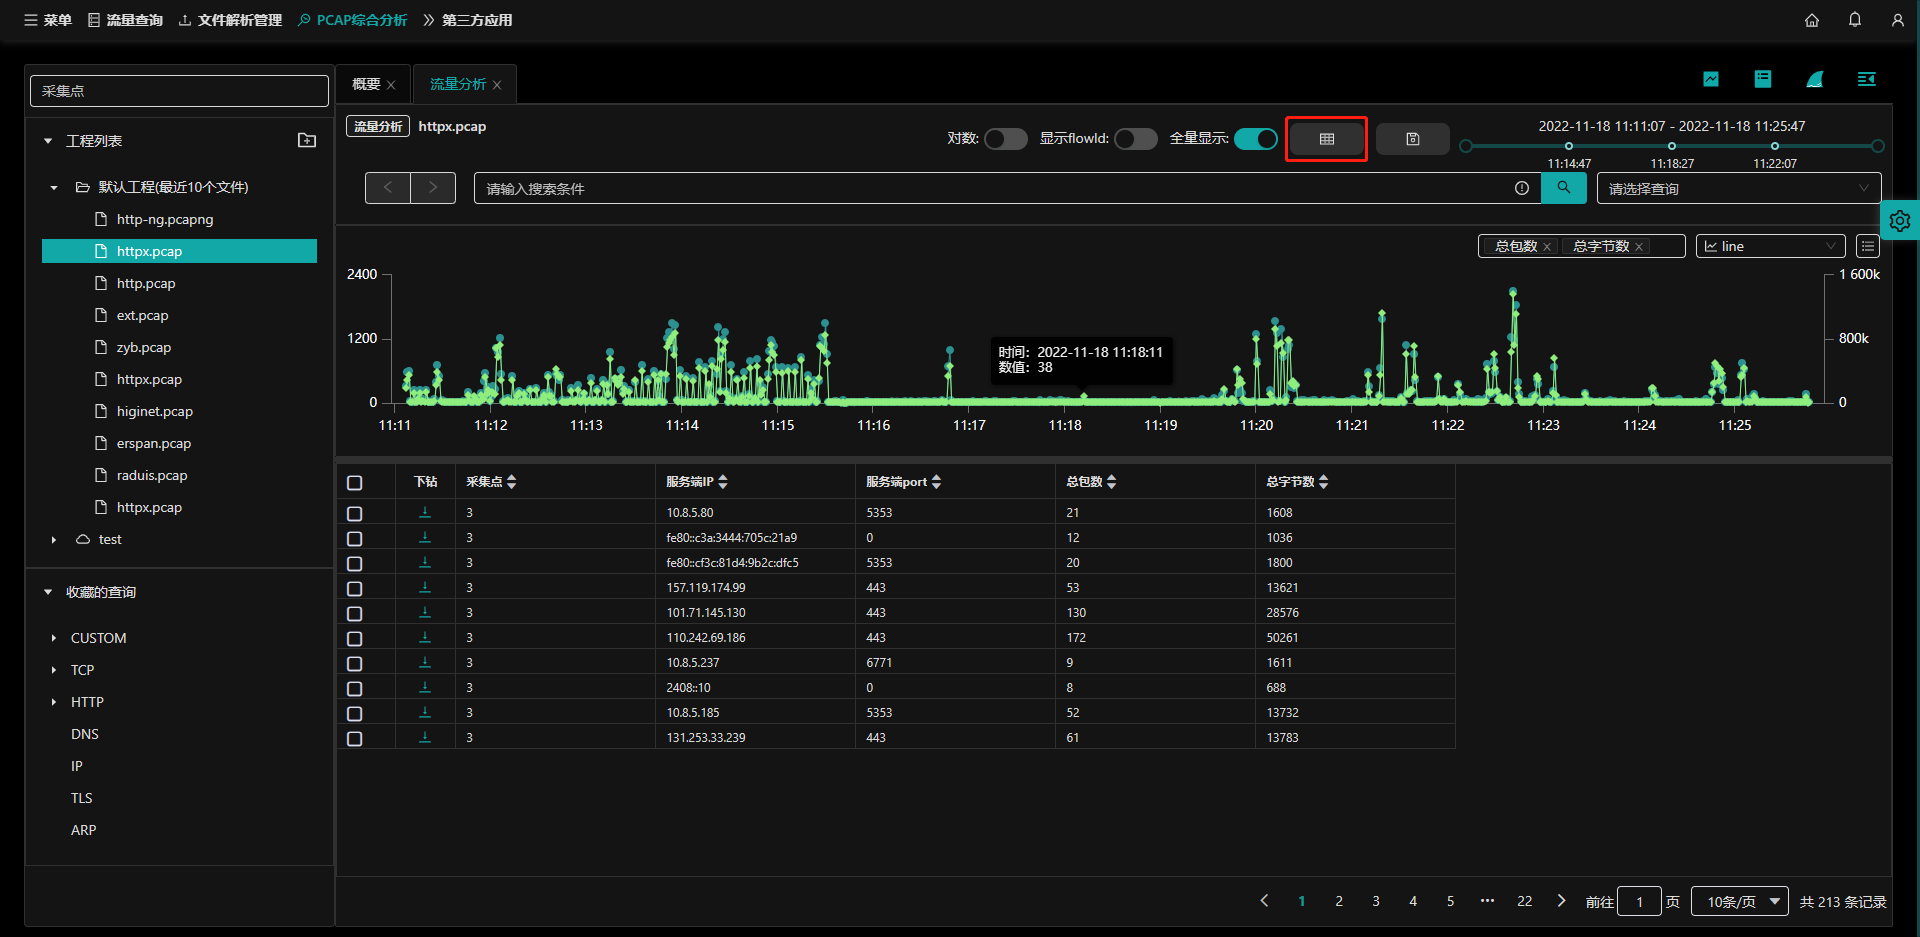 菜单 流量查询 文件解析管理 PCAP综合分析 第三方应用
采集点
工程列表
默认工程(最近10个文件)
http-ng.pcapng
httpx.pcap
http.pcap
ext.pcap
zyb.pcap
httpx.pcap
higinet.pcap
erspan.pcap
raduis.pcap
httpx.pcap
test
收藏的查询
CUSTOM
TCP
HTTP
DNS
IP
TLS
ARP
概要 流量分析
流量分析 httpx.pcap
对数: 显示flowId: 全量显示:
2022-11-18 11:11:07 - 2022-11-18 11:25:47
11:14:47 11:18:27 11:22:07
请输入搜索条件 请选择查询
总包数 总字节数 line
2400 1 600k
1200 800k
0 0
时间: 2022-11-18 11:18:11
数值: 38
11:11 11:12 11:13 11:14 11:15 11:16 11:17 11:18 11:19 11:20 11:21 11:22 11:23 11:24 11:25
下钻 采集点 服务端IP 服务端port 总包数 总字节数
3 10.8.5.80 5353 21 1608
3 fe80::c3a:3444:705c:21a9 0 12 1036
3 fe80::cf3c:81d4:9b2c:dfc5 5353 20 1800
3 157.119.174.99 443 53 13621
3 101.71.145.130 443 130 28576
3 110.242.69.186 443 172 50261
3 10.8.5.237 6771 9 1611
3 2408::10 0 8 688
3 10.8.5.185 5353 52 13732
3 131.253.33.239 443 61 13783
1 2 3 4 5 ••• 22 前往 1 页 10条/页 共 213 条记录